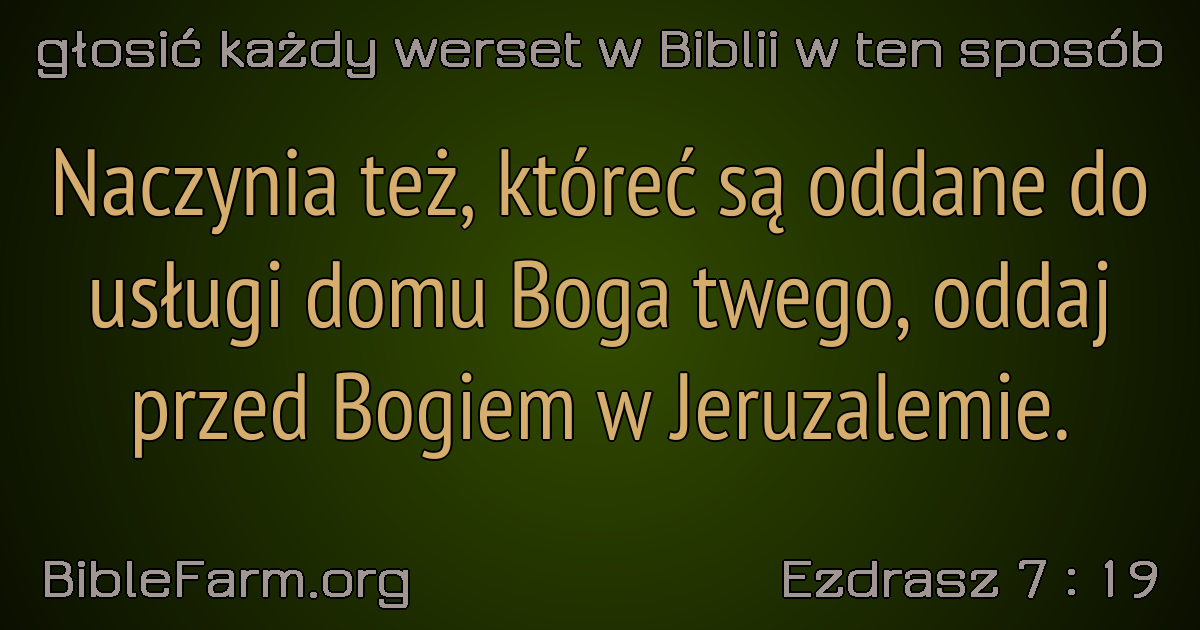 głosić każdy werset w Biblii w ten sposób
Naczynia też, któreć są oddane do
usługi domu Boga twego, oddaj
przed Bogiem w Jeruzalemie.
BibleFarm.org
Ezdrasz 7 : 19